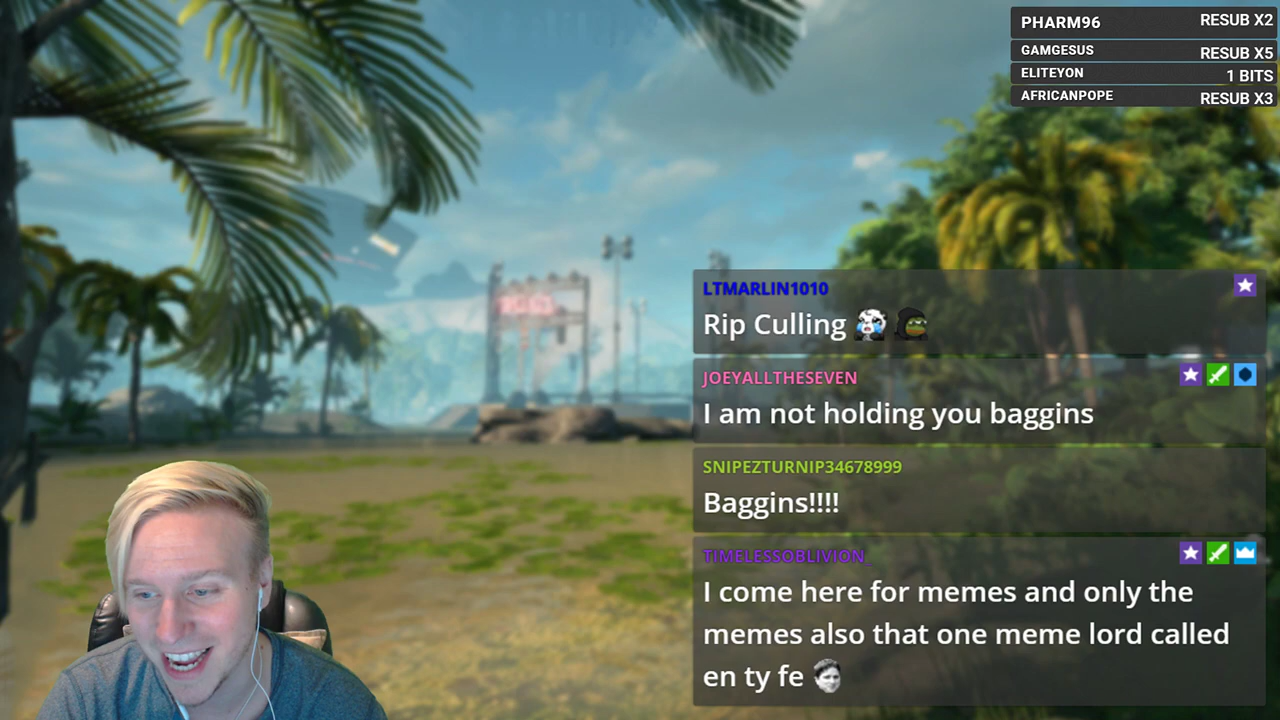 PHARM96 RESUB X2
GAMGESUS RESUB X5
ELITEYON 1 BITS
AFRICANPOPE RESUB X3
LTMARLIN1010
Rip Culling
JOEYALLTHESEVEN
I am not holding you baggins
SNIPEZTURNIP34678999
Baggins!!!!
TIMELESSOBLIVION_
I come here for memes and only the
memes also that one meme lord called
en ty fe